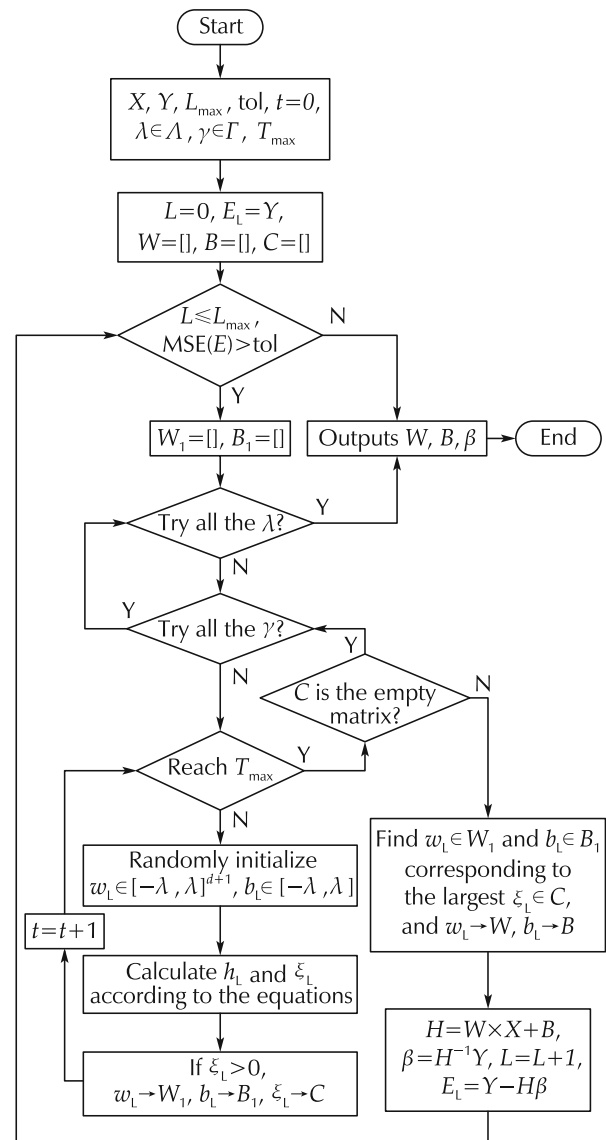 Start
X, Y, L_max, tol, t=0,
λ∈Λ, γ∈Γ, T_max
L=0, E_L=Y,
W=[], B=[], C=[]
L⩽L_max,
MSE(E)>tol
N
Y
W_1=[], B_1=[]
Outputs W, B, β
End
Try all the λ?
Y
N
Try all the γ?
Y
N
C is the empty
matrix?
Y
N
Reach T_max
Y
N
Randomly initialize
w_L∈[−λ, λ]^{d+1}, b_L∈[−λ, λ]
t=t+1
Calculate h_L and ξ_L
according to the equations
If ξ_L>0,
w_L→W_1, b_L→B_1, ξ_L→C
Find w_L∈W_1 and b_L∈B_1
corresponding to
the largest ξ_L∈C,
and w_L→W, b_L→B
H=W×X+B,
β=H^{−1}Y, L=L+1,
E_L=Y−Hβ